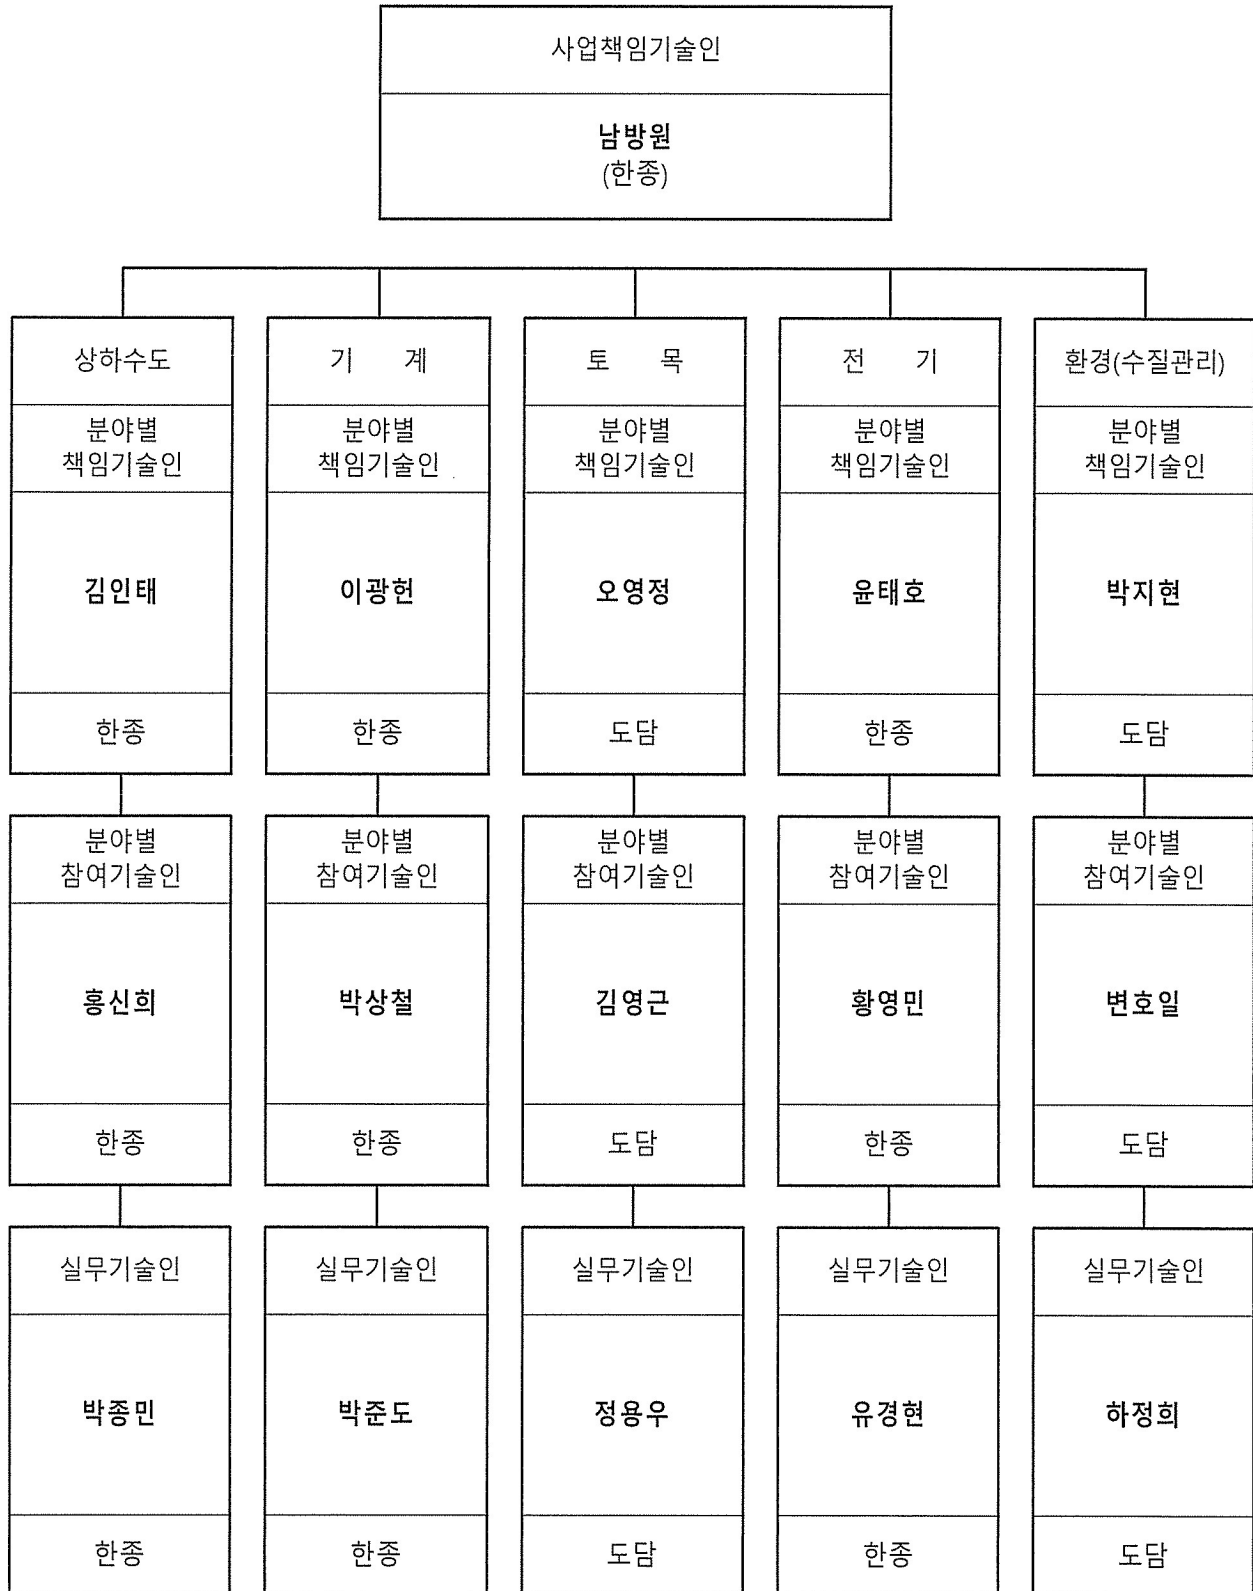 사업책임기술인
남방원
(한종)
상하수도
기 계
토 목
전 기
환경(수질관리)
분야별
책임기술인
분야별
책임기술인
분야별
책임기술인
분야별
책임기술인
분야별
책임기술인
김인태
이광헌
오영정
윤태호
박지현
한종
한종
도담
한종
도담
분야별
참여기술인
분야별
참여기술인
분야별
참여기술인
분야별
참여기술인
분야별
참여기술인
홍신희
박상철
김영근
황영민
변호일
한종
한종
도담
한종
도담
실무기술인
실무기술인
실무기술인
실무기술인
실무기술인
박종민
박준도
정용우
유경현
하정희
한종
한종
도담
한종
도담